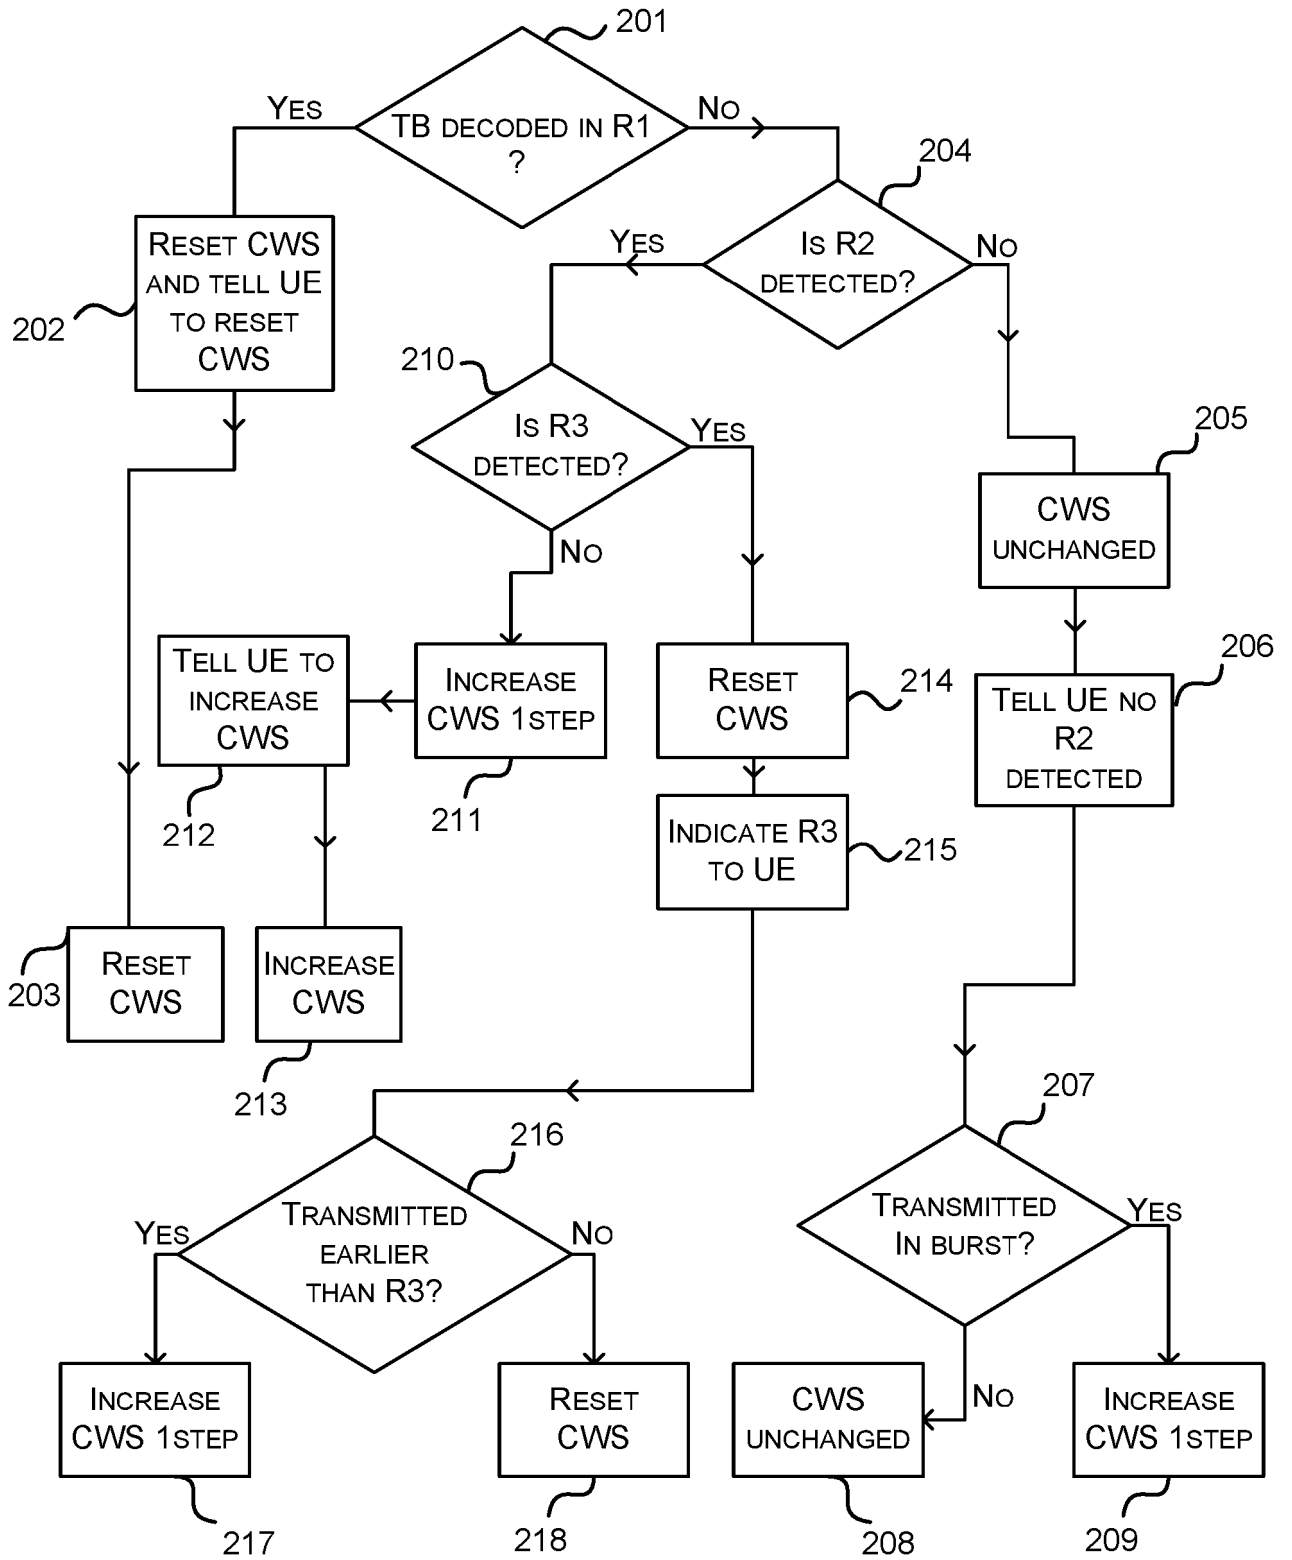 201
YES
TB DECODED IN R1
?
NO
204
YES
IS R2
DETECTED?
NO
RESET CWS
AND TELL UE
TO RESET
CWS
202
210
IS R3
DETECTED?
YES
NO
205
CWS
UNCHANGED
206
TELL UE NO
R2
DETECTED
TELL UE TO
INCREASE
CWS
212
INCREASE
CWS 1STEP
211
RESET
CWS
214
INDICATE R3
TO UE
215
203
RESET
CWS
INCREASE
CWS
213
216
TRANSMITTED
EARLIER
THAN R3?
YES
NO
207
TRANSMITTED
IN BURST?
YES
NO
INCREASE
CWS 1STEP
217
RESET
CWS
218
CWS
UNCHANGED
208
INCREASE
CWS 1STEP
209